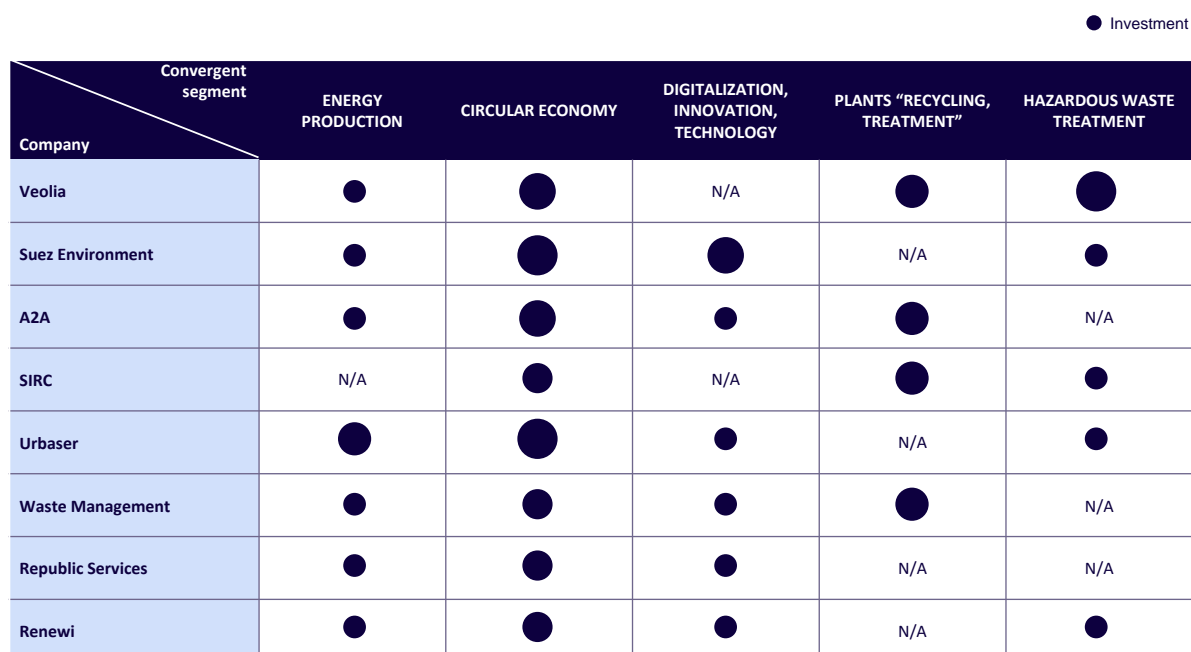 Investment
Convergent
segment
Company
ENERGY
PRODUCTION
CIRCULAR ECONOMY
DIGITALIZATION,
INNOVATION,
TECHNOLOGY
PLANTS “RECYCLING,
TREATMENT”
HAZARDOUS WASTE
TREATMENT
Veolia
N/A
Suez Environment
N/A
A2A
N/A
SIRC
N/A
N/A
Urbaser
N/A
Waste Management
N/A
Republic Services
N/A
N/A
Renewi
N/A